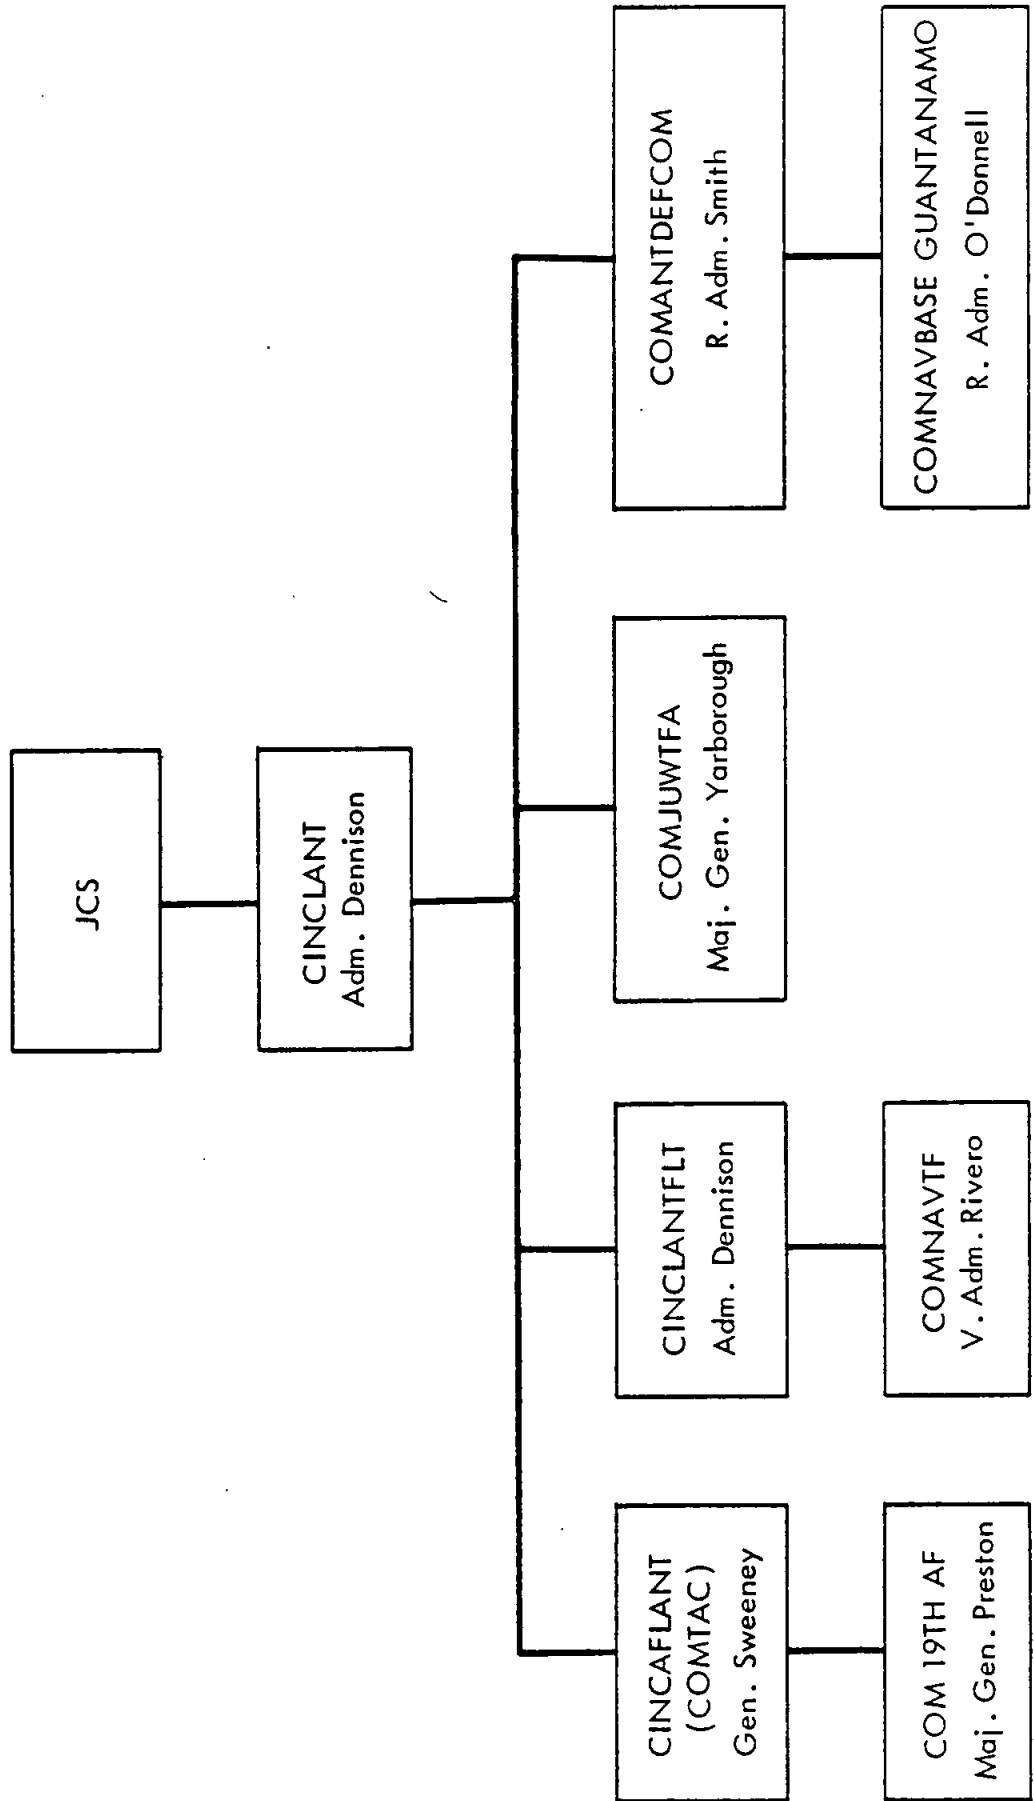 JCS
CINCLANT
Adm. Dennison
CINCAFLANT
(COMTAC)
Gen. Sweeney
CINCLANTFLT
Adm. Dennison
COMJUWTFA
Maj. Gen. Yarborough
COMANTDEFCOM
R. Adm. Smith
COM 19TH AF
Maj. Gen. Preston
COMNAVTF
V. Adm. Rivero
COMNAVBASE GUANTANAMO
R. Adm. O'Donnell